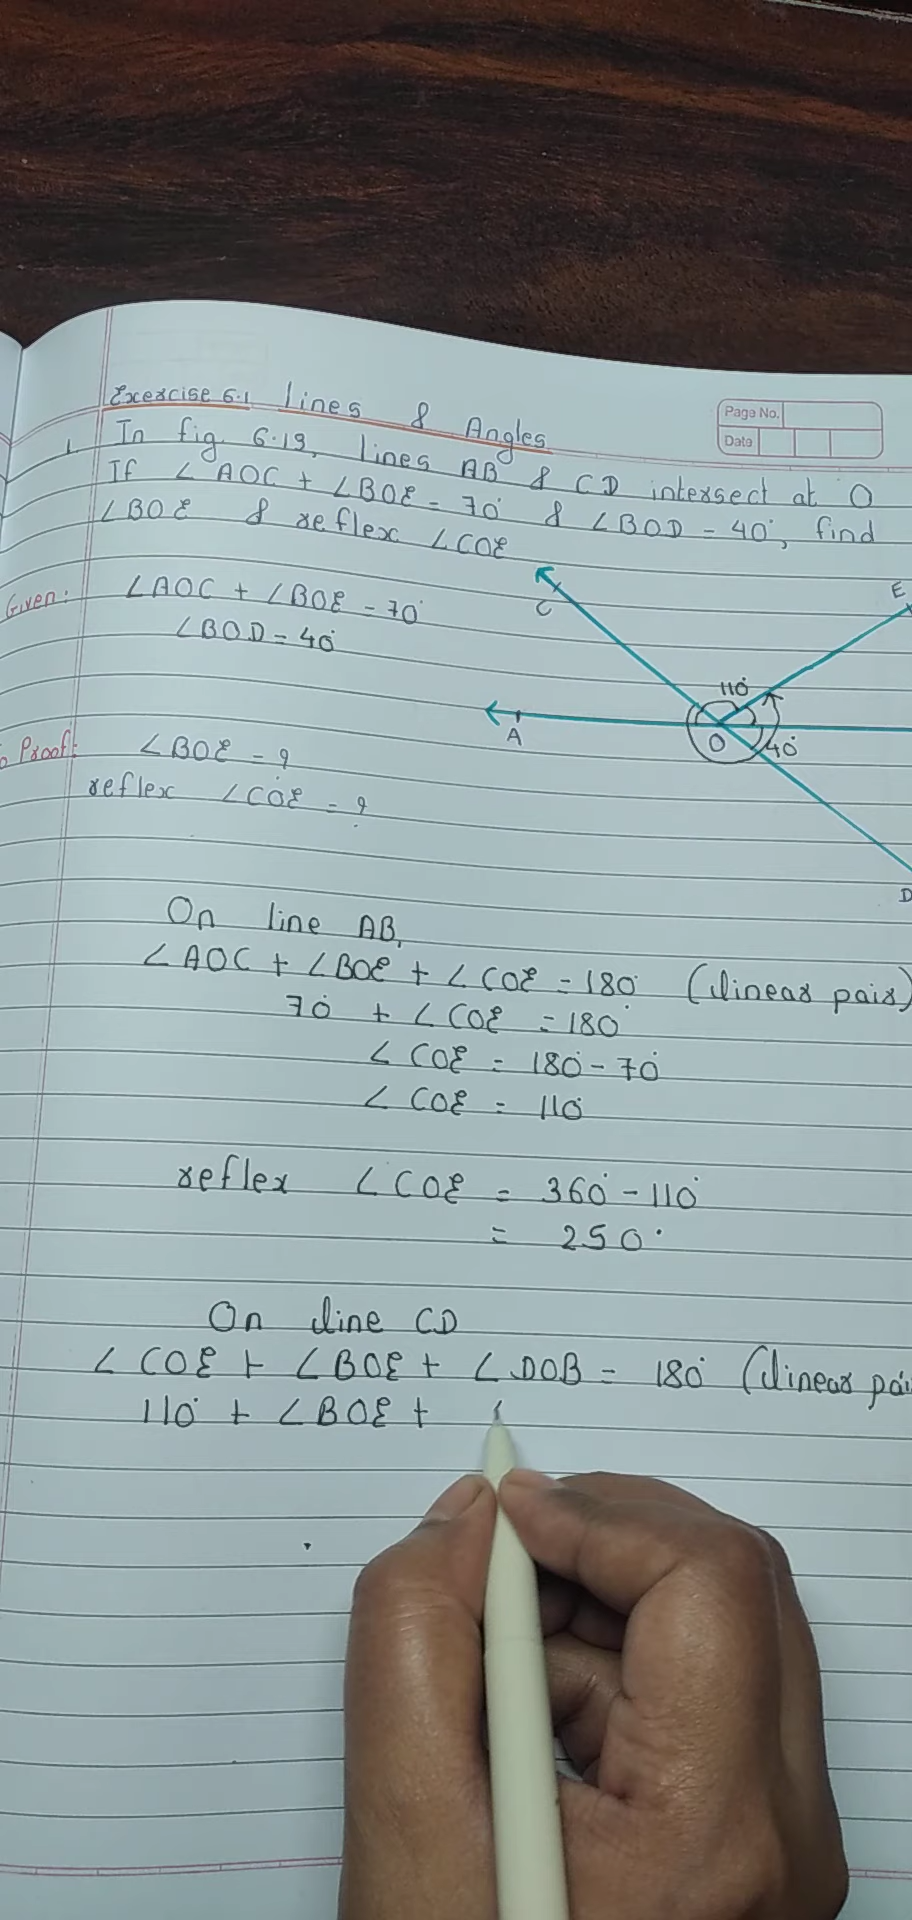 Exercise 6.1 Lines & Angles
Page No.
Date
1. In fig. 6.13, lines AB & CD intersect at O
If ∠AOC + ∠BOE = 70° & ∠BOD = 40°, find
∠BOE & reflex ∠COE
Given: ∠AOC + ∠BOE = 70°
∠BOD = 40°
C
E
110°
A
O
40°
D
Proof: ∠BOE = ?
reflex ∠COE = ?
On line AB,
∠AOC + ∠BOE + ∠COE = 180° (linear pair)
70° + ∠COE = 180°
∠COE = 180° - 70°
∠COE = 110°
reflex ∠COE = 360° - 110°
= 250°
On line CD
∠COE + ∠BOE + ∠DOB = 180° (linear pai
110° + ∠BOE +